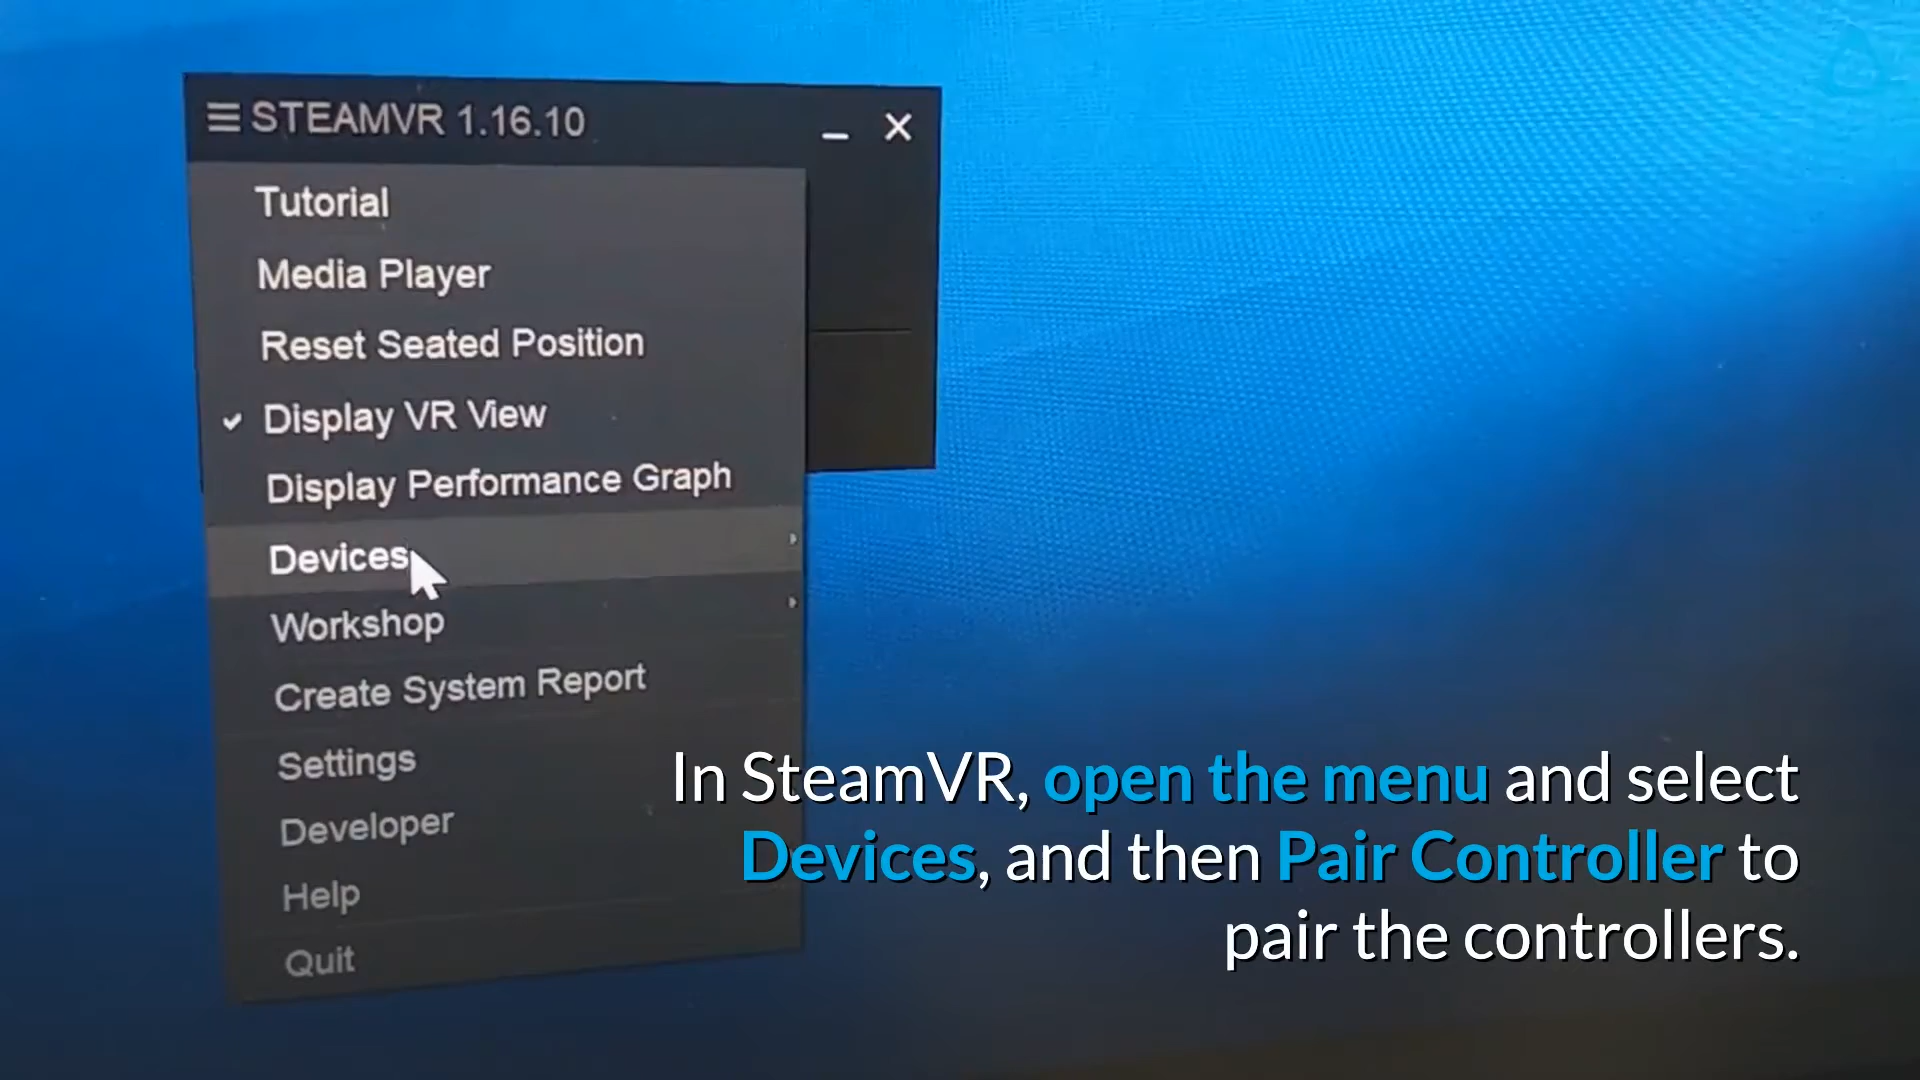 STEAMVR 1.16.10
Tutorial
Media Player
Reset Seated Position
Display VR View
Display Performance Graph
Devices
Workshop
Create System Report
Settings
Developer
Help
Quit
In SteamVR, open the menu and select
Devices, and then Pair Controller to
pair the controllers.